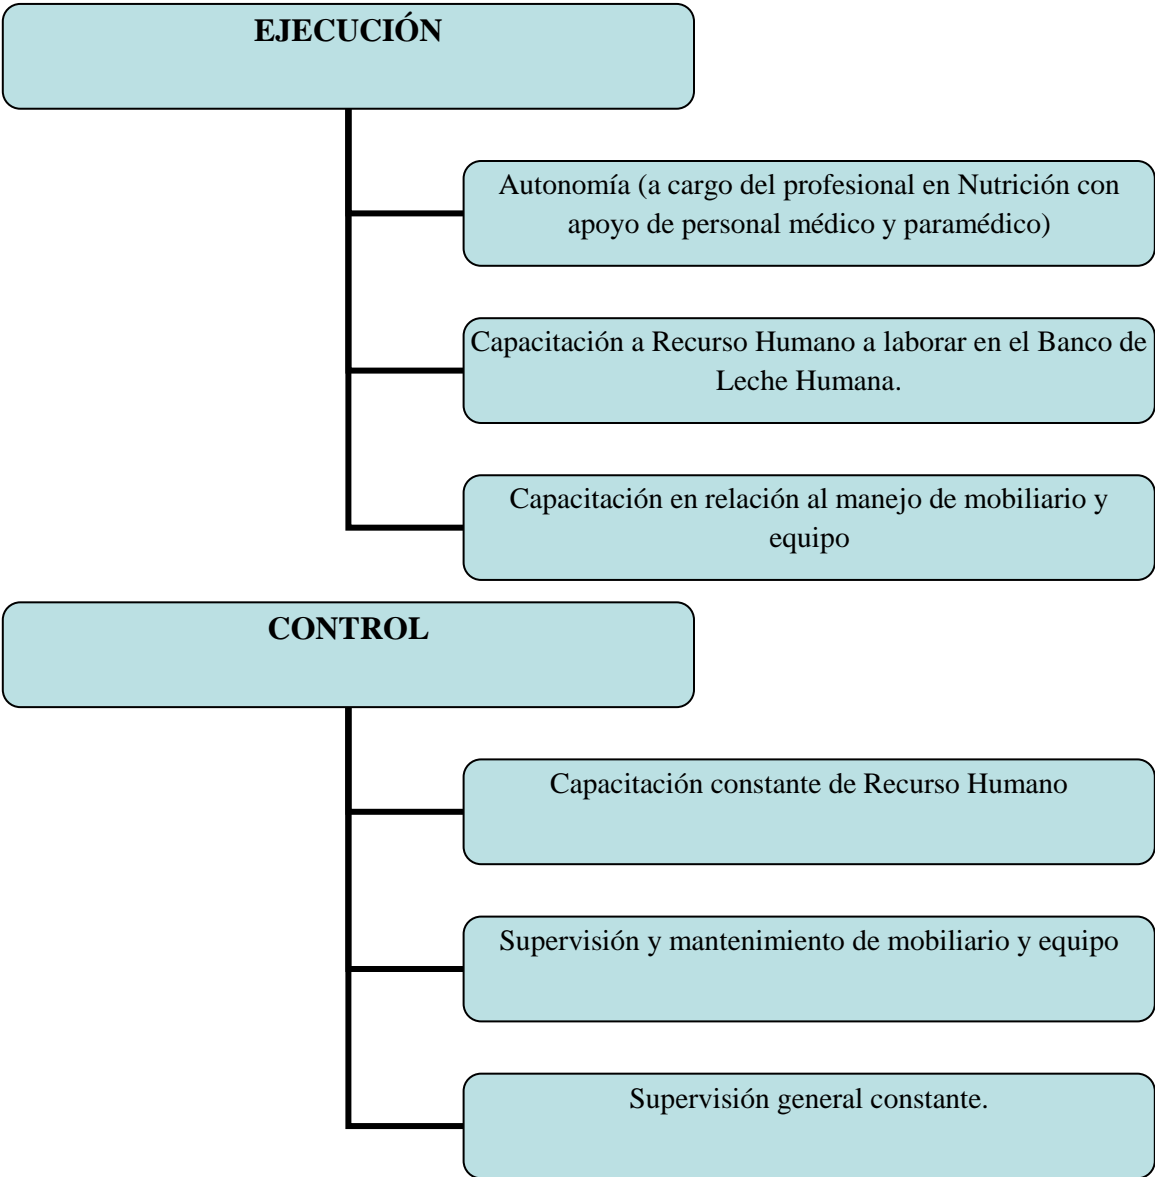 EJECUCIÓN
Autonomía (a cargo del profesional en Nutrición con
apoyo de personal médico y paramédico)
Capacitación a Recurso Humano a laborar en el Banco de
Leche Humana.
Capacitación en relación al manejo de mobiliario y
equipo
CONTROL
Capacitación constante de Recurso Humano
Supervisión y mantenimiento de mobiliario y equipo
Supervisión general constante.